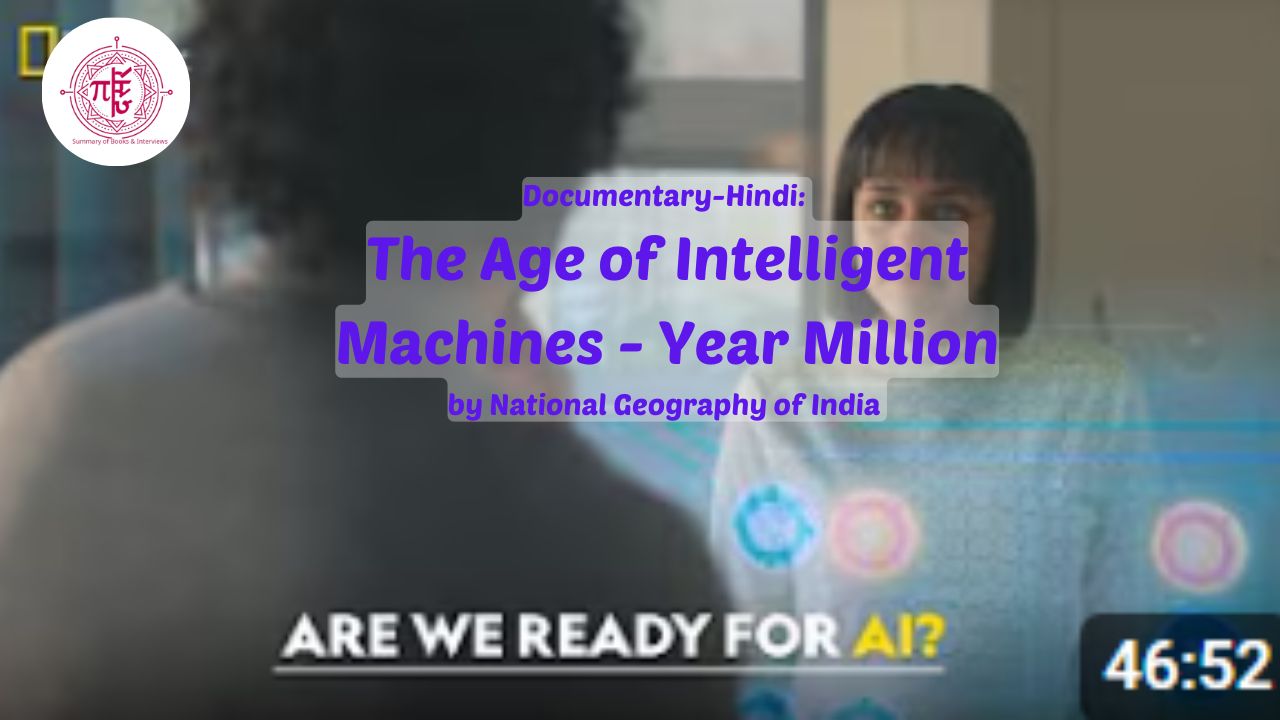 Summary of Books & Interviews
Documentary-Hindi:
The Age of Intelligent
Machines - Year Million
by National Geography of India
ARE WE READY FOR AI?
46:52